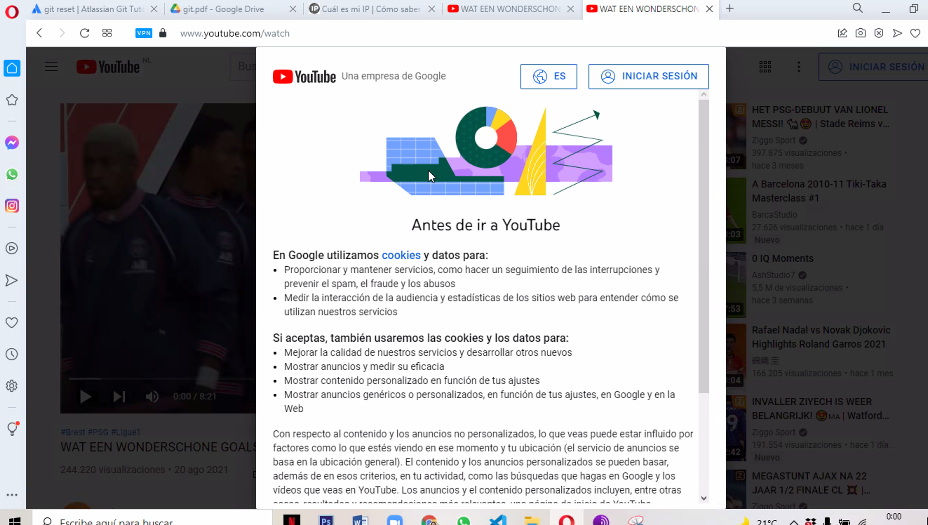 git reset | Atlassian Git Tuto
git.pdf - Google Drive
Cuál es mi IP | Cómo saber
WAT EEN WONDERSCHON
WAT EEN WONDERSCHON
VPN
www.youtube.com/watch
YouTube NL
YouTube Una empresa de Google
ES
INICIAR SESIÓN
INICIAR SESIÓN
Antes de ir a YouTube
En Google utilizamos cookies y datos para:
• Proporcionar y mantener servicios, como hacer un seguimiento de las interrupciones y
prevenir el spam, el fraude y los abusos
• Medir la interacción de la audiencia y estadísticas de los sitios web para entender cómo se
utilizan nuestros servicios
Si aceptas, también usaremos las cookies y los datos para:
• Mejorar la calidad de nuestros servicios y desarrollar otros nuevos
• Mostrar anuncios y medir su eficacia
• Mostrar contenido personalizado en función de tus ajustes
• Mostrar anuncios genéricos o personalizados, en función de tus ajustes, en Google y en la
Web
Con respecto al contenido y los anuncios no personalizados, lo que veas puede estar influido por
factores como lo que estés viendo en ese momento y tu ubicación (el servicio de anuncios se
basa en la ubicación general). El contenido y los anuncios personalizados se pueden basar,
además de en esos criterios, en tu actividad, como las búsquedas que hagas en Google y los
vídeos que veas en YouTube. Los anuncios y el contenido personalizados incluyen, entre otras
0:00 / 8:21
#Brest #PSG #Ligue1
WAT EEN WONDERSCHONE GOALS
244.220 visualizaciones • 20 ago 2021
HET PSG-DEBUUT VAN LIONEL
MESSI! | Stade Reims v...
Ziggo Sport
397.875 visualizaciones •
hace 3 meses
A Barcelona 2010-11 Tiki-Taka
Masterclass #1
BarcaStudio
27.626 visualizaciones • hace 1 día
Nuevo
0 IQ Moments
AshStudio7
5,5 M de visualizaciones •
hace 3 semanas
Rafael Nadal vs Novak Djokovic
Highlights Roland Garros 2021
166.205 visualizaciones • hace 1 mes
INVALLER ZIYECH IS WEER
BELANGRIJK! | Watford...
Ziggo Sport
191.554 visualizaciones • hace 1 día
Nuevo
MEGASTUNT AJAX NA 22
JAAR 1/2 FINALE CL | ...
Escribe aquí para buscar
21°C
0:00